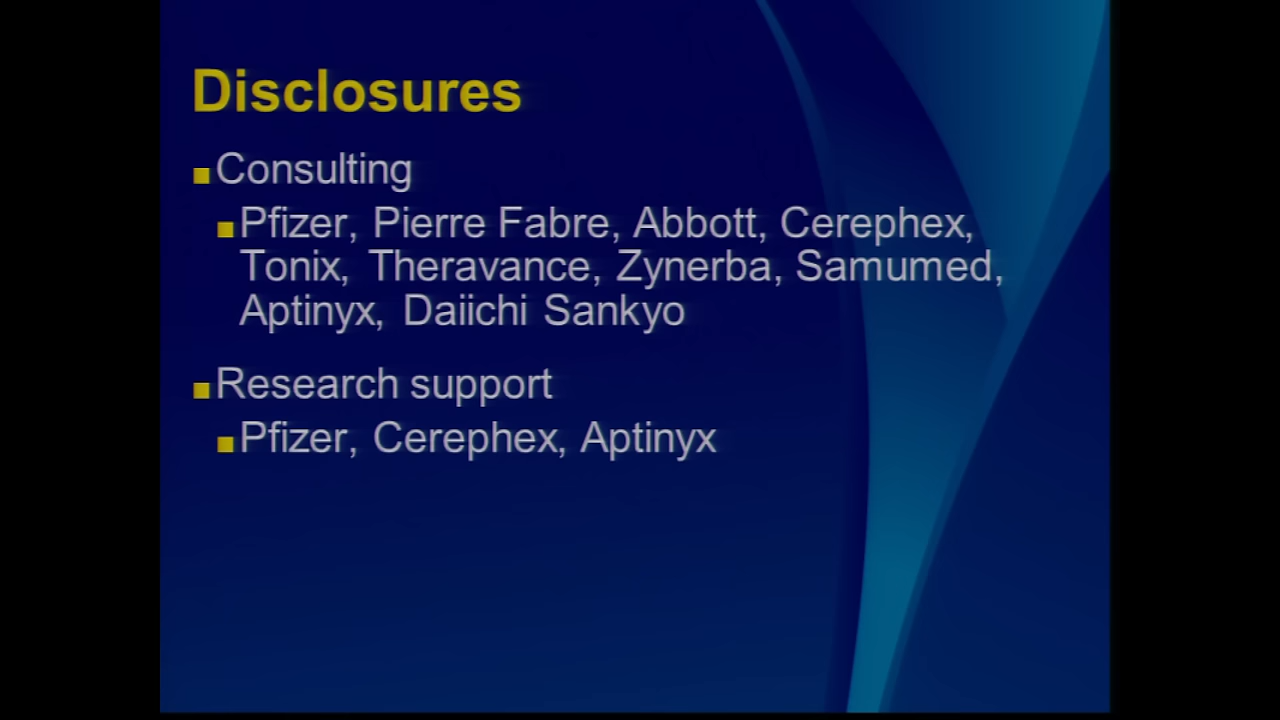 Disclosures
Consulting
Pfizer, Pierre Fabre, Abbott, Cerephex,
Tonix, Theravance, Zynerba, Samumed,
Aptinyx, Daiichi Sankyo
Research support
Pfizer, Cerephex, Aptinyx